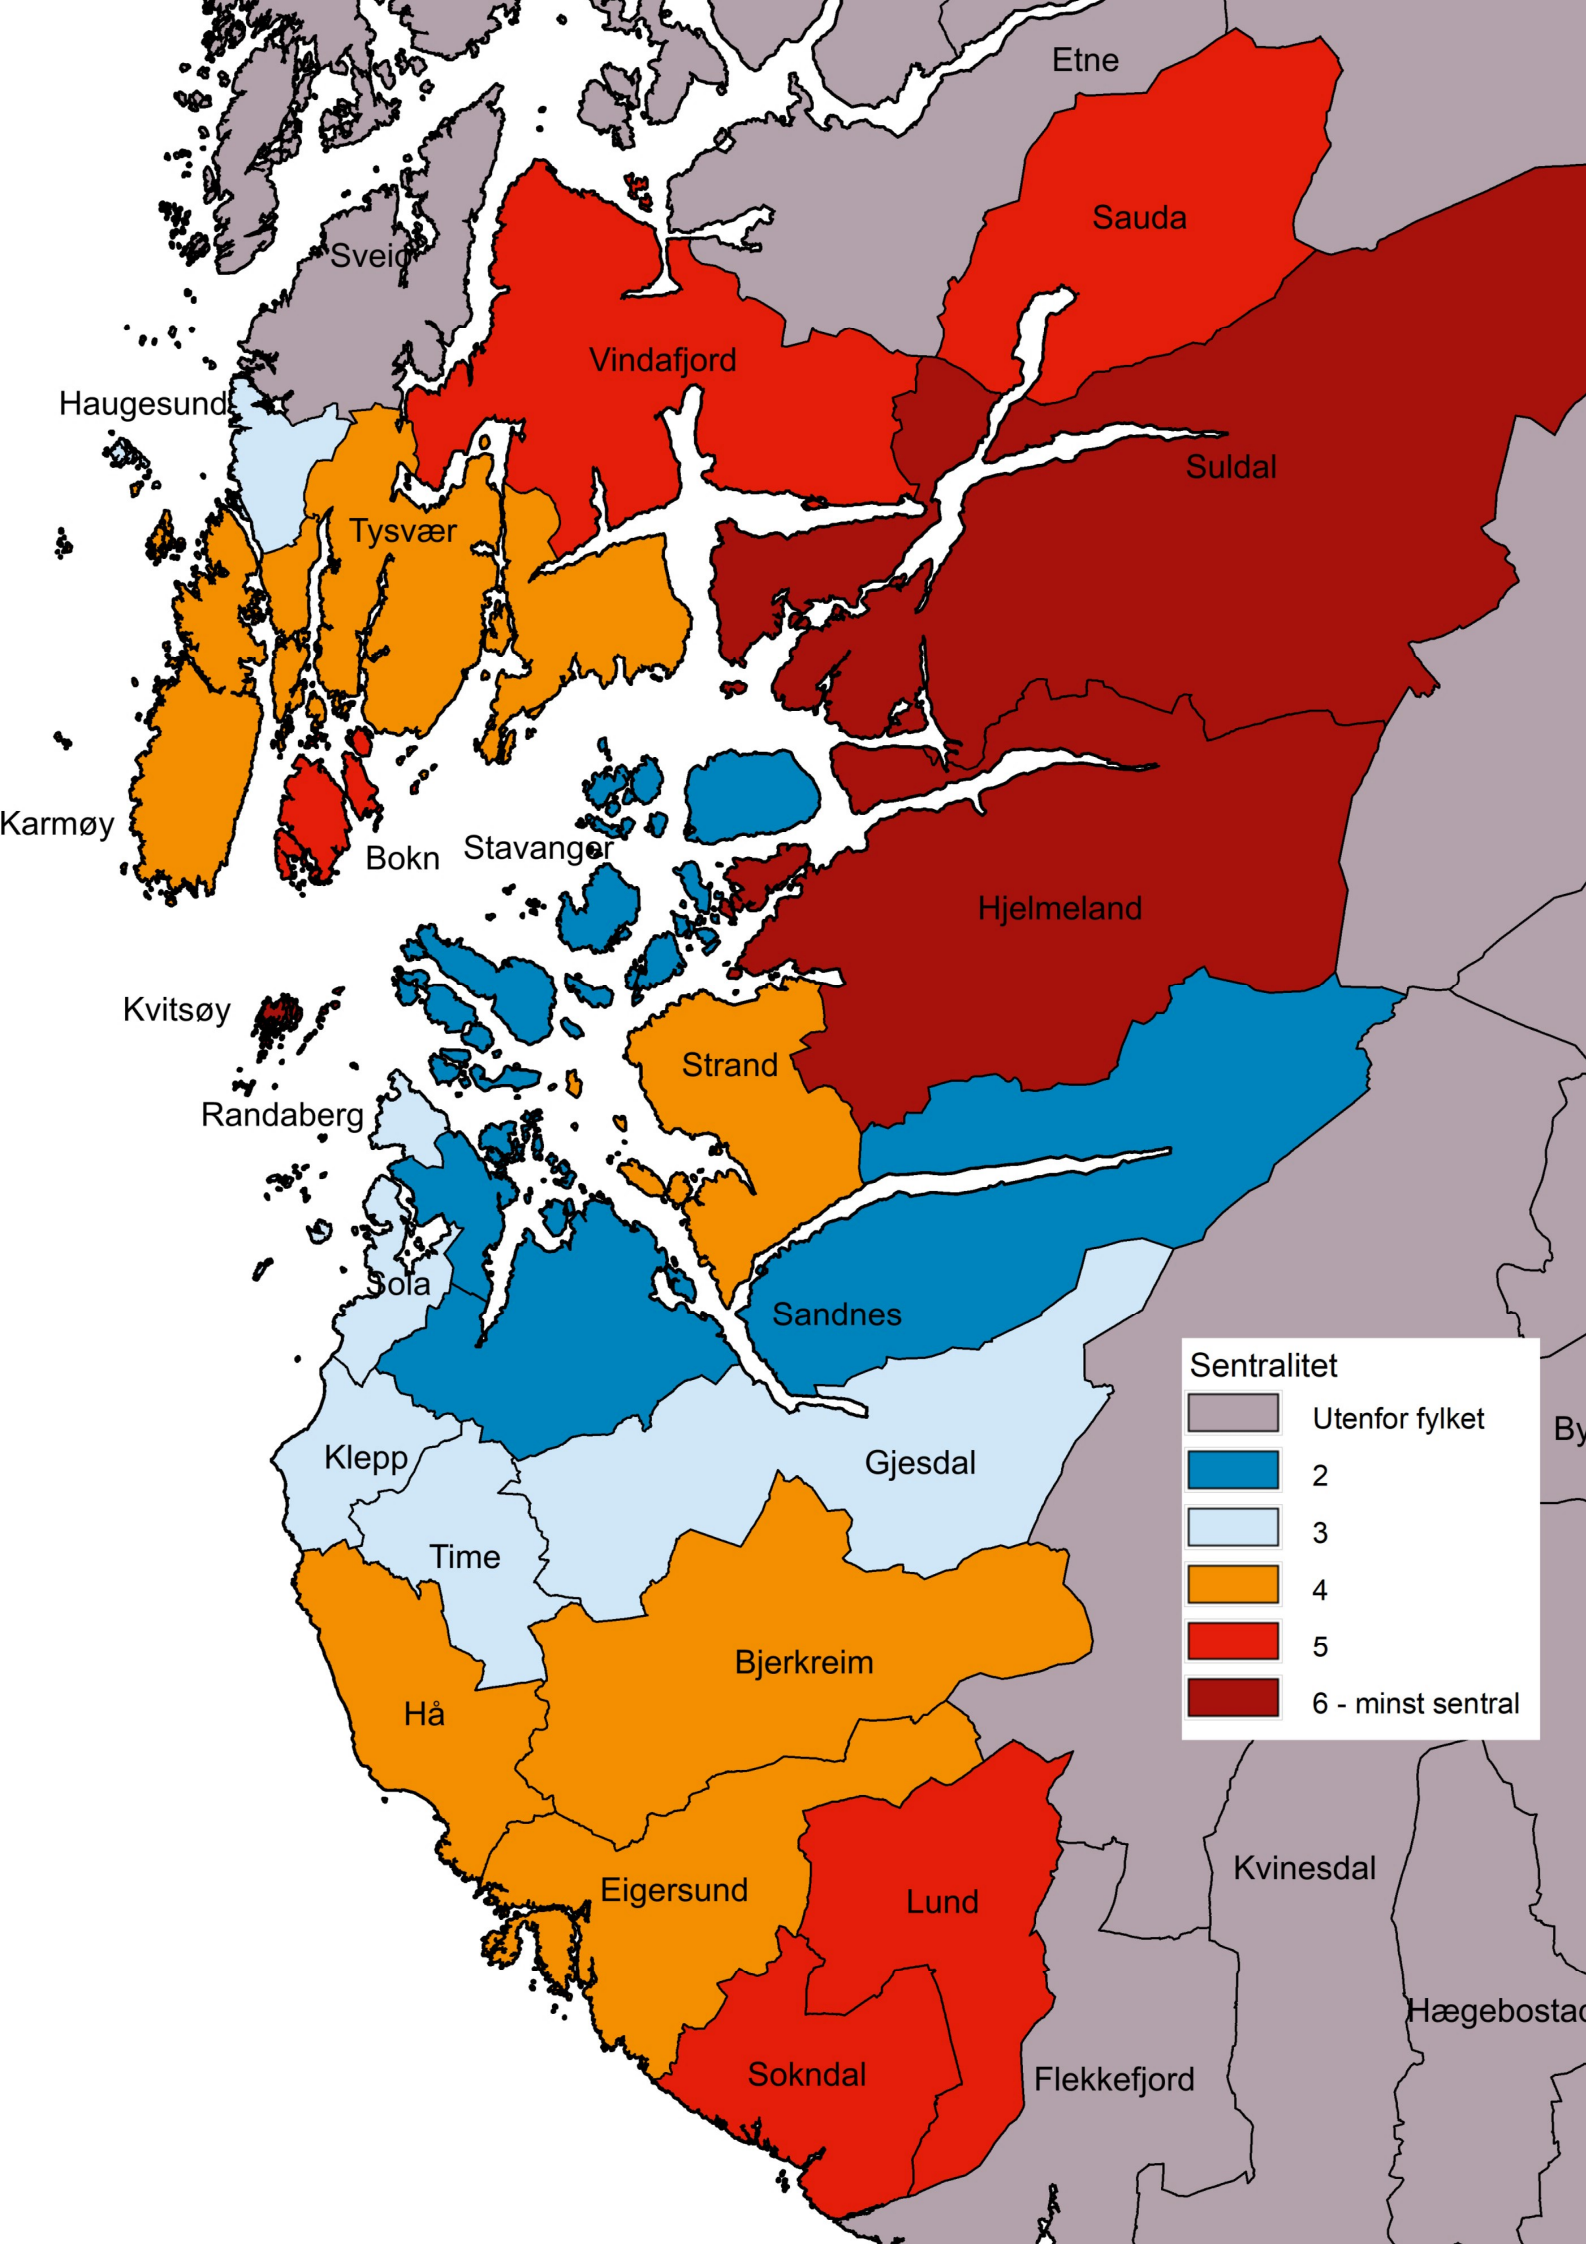 Etne
Sauda
Sveio
Vindafjord
Haugesund
Suldal
Tysvær
Karmøy
Bokn
Stavanger
Hjelmeland
Kvitsøy
Strand
Randaberg
Sola
Sandnes
Sentralitet
Utenfor fylket
By
2
Klepp
Gjesdal
3
Time
4
5
Bjerkreim
6 - minst sentral
Hå
Kvinesdal
Eigersund
Lund
Hægebostad
Sokndal
Flekkefjord